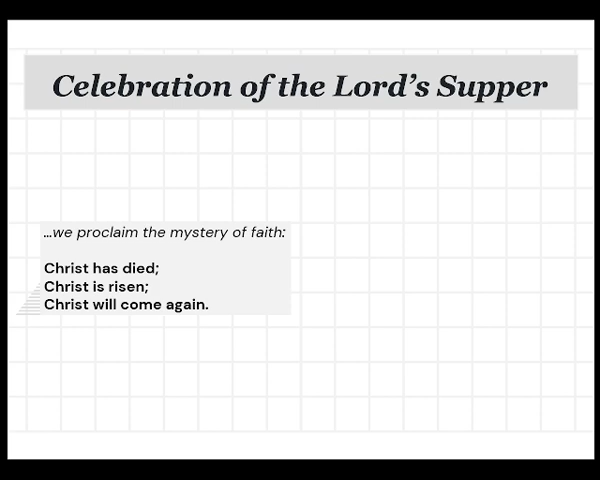 Celebration of the Lord’s Supper
…we proclaim the mystery of faith:
Christ has died;
Christ is risen;
Christ will come again.